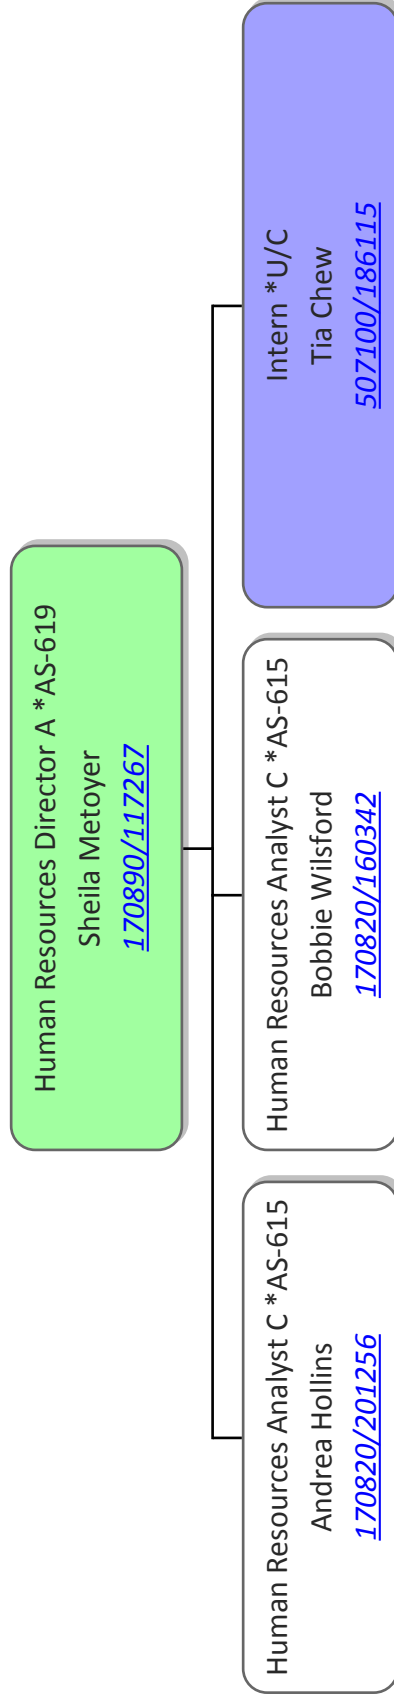 Human Resources Director A *AS-619
Sheila Metoyer
170890/117267
Human Resources Analyst C *AS-615
Andrea Hollins
170820/201256
Human Resources Analyst C *AS-615
Bobbie Wilsford
170820/160342
Intern *U/C
Tia Chew
507100/186115